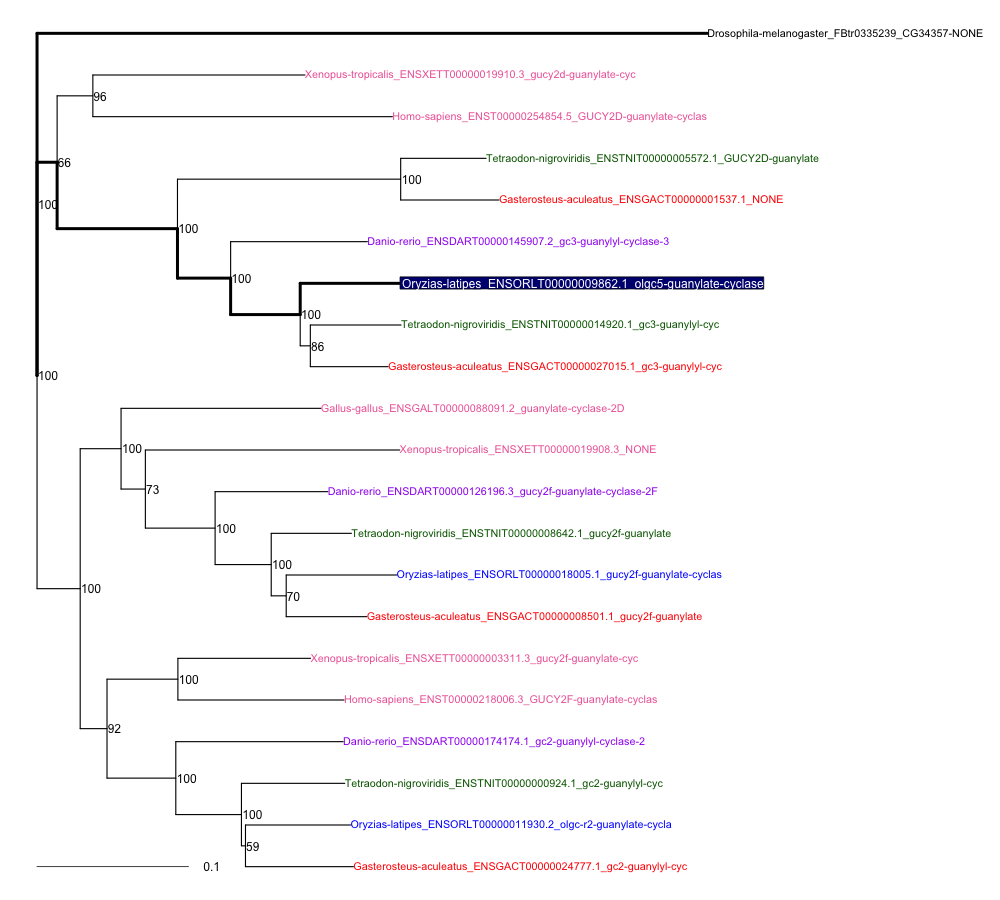 Drosophila-melanogaster_FBtr0335239_CG34357-NONE
Xenopus-tropicalis_ENSXETT00000019910.3_gucy2d-guanylate-cyc
96
Homo-sapiens_ENST00000254854.5_GUCY2D-guanylate-cyclas
Tetraodon-nigroviridis_ENSTNIT00000005572.1_GUCY2D-guanylate
66
100
Gasterosteus-aculeatus_ENSGACT00000001537.1_NONE
100
100
Danio-rerio_ENSDART00000145907.2_gc3-guanylyl-cyclase-3
100
Oryzias-latipes_ENSORLT00000009862.1_olgc5-guanylate-cyclase
100
Tetraodon-nigroviridis_ENSTNIT00000014920.1_gc3-guanylyl-cyc
86
Gasterosteus-aculeatus_ENSGACT00000027015.1_gc3-guanylyl-cyc
100
Gallus-gallus_ENSGALT00000088091.2_guanylate-cyclase-2D
100
Xenopus-tropicalis_ENSXETT00000019908.3_NONE
73
Danio-rerio_ENSDART00000126196.3_gucy2f-guanylate-cyclase-2F
100
Tetraodon-nigroviridis_ENSTNIT00000008642.1_gucy2f-guanylate
100
Oryzias-latipes_ENSORLT00000018005.1_gucy2f-guanylate-cyclas
100
70
Gasterosteus-aculeatus_ENSGACT00000008501.1_gucy2f-guanylate
Xenopus-tropicalis_ENSXETT00000003311.3_gucy2f-guanylate-cyc
100
Homo-sapiens_ENST00000218006.3_GUCY2F-guanylate-cyclas
92
Danio-rerio_ENSDART00000174174.1_gc2-guanylyl-cyclase-2
100
Tetraodon-nigroviridis_ENSTNIT00000000924.1_gc2-guanylyl-cyc
100
Oryzias-latipes_ENSORLT00000011930.2_olgc-r2-guanylate-cycla
59
Gasterosteus-aculeatus_ENSGACT00000024777.1_gc2-guanylyl-cyc
0.1